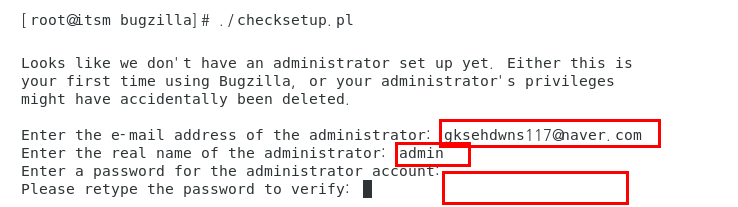 [root@itsm bugzilla]# ./checksetup.pl
Looks like we don't have an administrator set up yet. Either this is
your first time using Bugzilla, or your administrator's privileges
might have accidentally been deleted.
Enter the e-mail address of the administrator: gksehdwns117@naver.com
Enter the real name of the administrator: admin
Enter a password for the administrator account:
Please retype the password to verify: